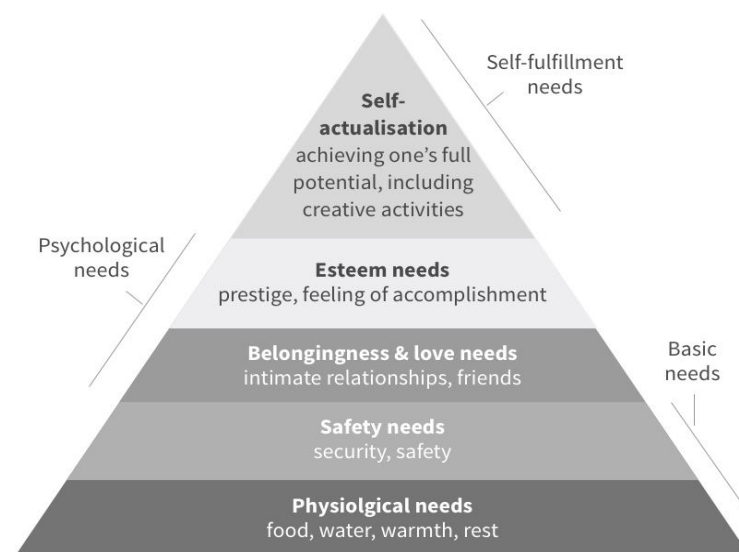 Self-fulfillment
needs
Self-
actualisation
achieving one’s full
potential, including
creative activities
Psychological
needs
Esteem needs
prestige, feeling of accomplishment
Belongingness & love needs
intimate relationships, friends
Basic
needs
Safety needs
security, safety
Physiolgical needs
food, water, warmth, rest